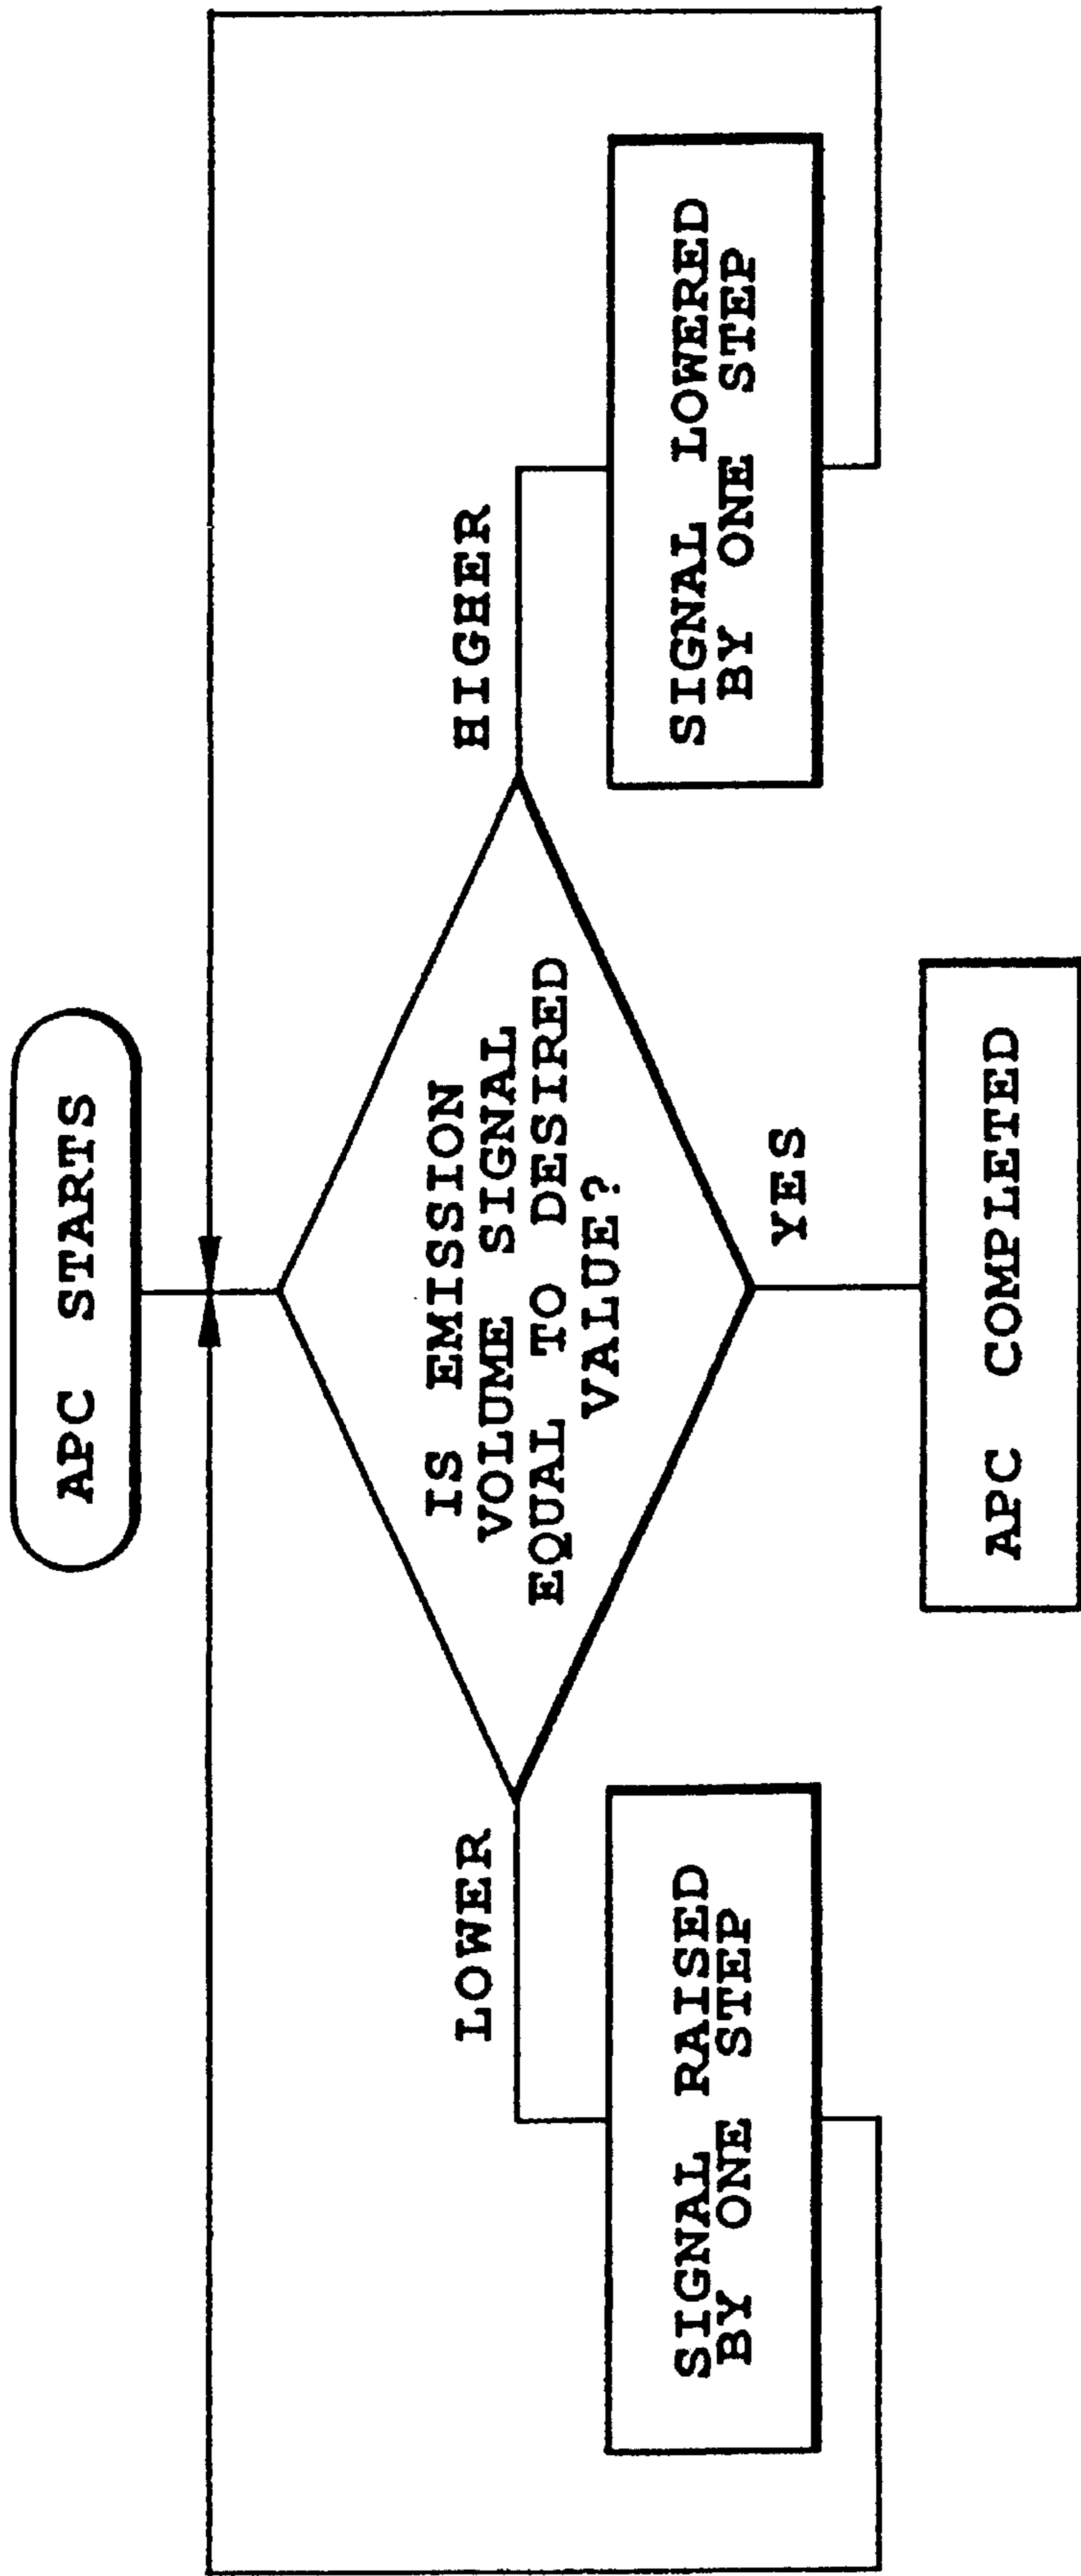 APC STARTS
IS EMISSION
VOLUME SIGNAL
EQUAL TO DESIRED
VALUE?
LOWER
HIGHER
SIGNAL RAISED
BY ONE STEP
SIGNAL LOWERED
BY ONE STEP
YES
APC COMPLETED